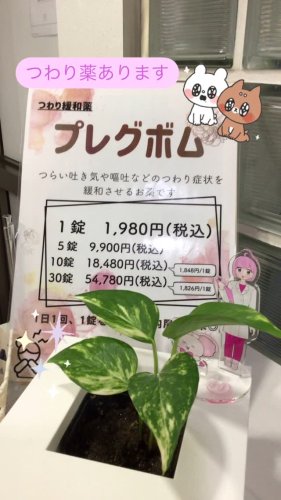 つわり薬あります
つわり緩和薬
プレグボム
つらい吐き気や嘔吐などのつわり症状を
緩和させるお薬です
1錠 1,980円(税込)
5錠 9,900円(税込)
10錠 18,480円(税込) 1,848円/1錠
30錠 54,780円(税込) 1,826円/1錠
1日1回、1錠